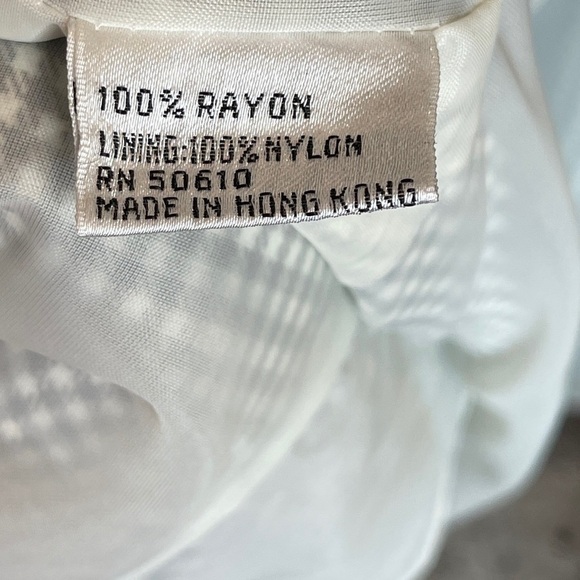 100% RAYON
LINING:100% NYLON
RN 50610
MADE IN HONG KONG